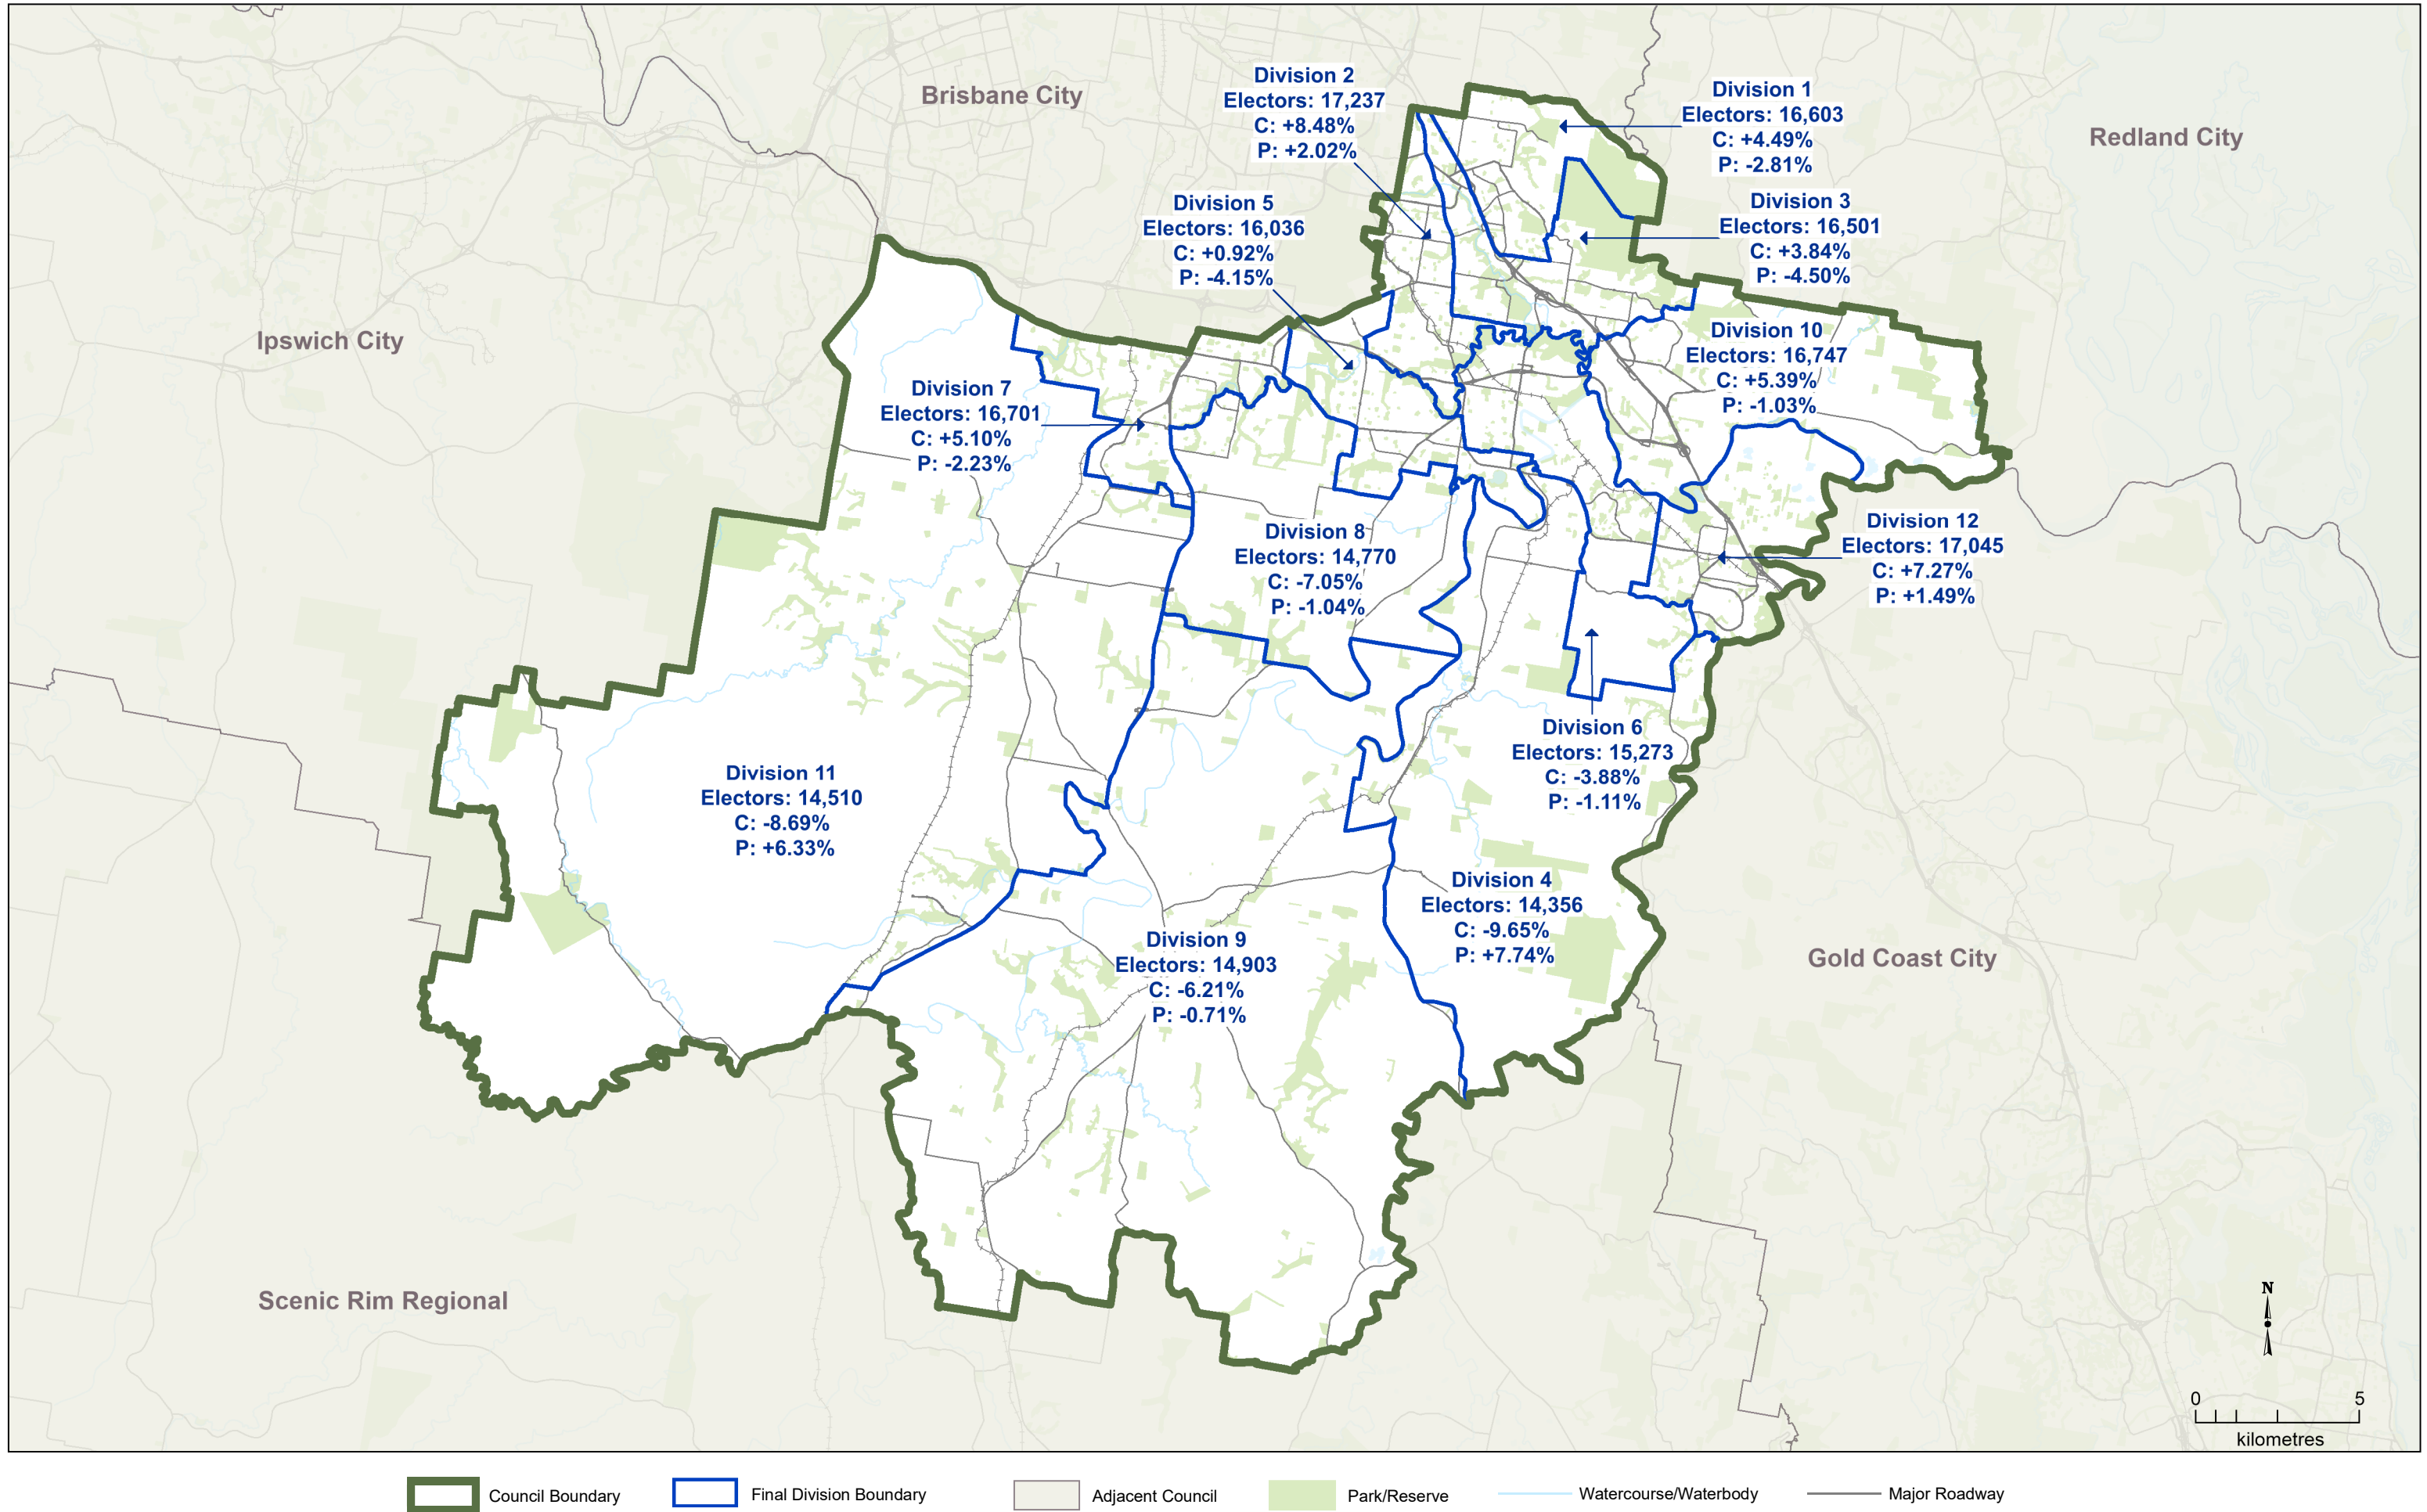 Brisbane City
Redland City
Ipswich City
Gold Coast City
Scenic Rim Regional
Division 2
Electors: 17,237
C: +8.48%
P: +2.02%
Division 1
Electors: 16,603
C: +4.49%
P: -2.81%
Division 5
Electors: 16,036
C: +0.92%
P: -4.15%
Division 3
Electors: 16,501
C: +3.84%
P: -4.50%
Division 10
Electors: 16,747
C: +5.39%
P: -1.03%
Division 7
Electors: 16,701
C: +5.10%
P: -2.23%
Division 8
Electors: 14,770
C: -7.05%
P: -1.04%
Division 12
Electors: 17,045
C: +7.27%
P: +1.49%
Division 6
Electors: 15,273
C: -3.88%
P: -1.11%
Division 11
Electors: 14,510
C: -8.69%
P: +6.33%
Division 4
Electors: 14,356
C: -9.65%
P: +7.74%
Division 9
Electors: 14,903
C: -6.21%
P: -0.71%
N
0 5
kilometres
Council Boundary
Final Division Boundary
Adjacent Council
Park/Reserve
Watercourse/Waterbody
Major Roadway